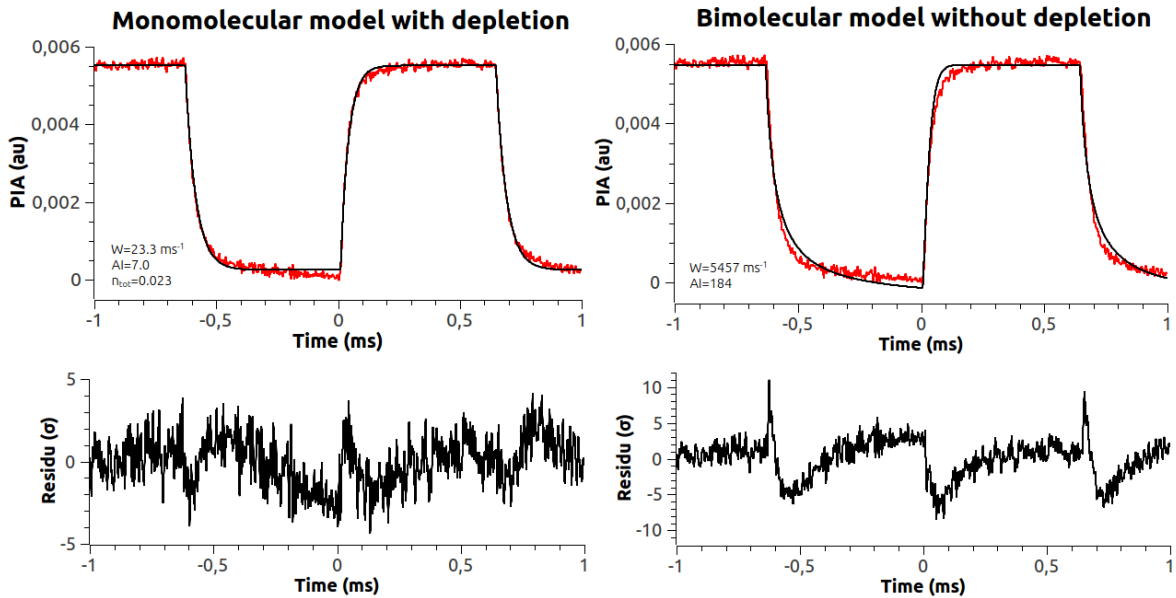 Monomolecular model with depletion
0,006
0,004
0,002
0
PIA (au)
W=23.3 ms⁻¹
AI=7.0
nₜₒₜ=0.023
-1
-0,5
0
0,5
1
Time (ms)
Bimolecular model without depletion
0,006
0,004
0,002
0
PIA (au)
W=5457 ms⁻¹
AI=184
-1
-0,5
0
0,5
1
Time (ms)
5
0
-5
Residu (σ)
-1
-0,5
0
0,5
1
Time (ms)
10
5
0
-5
-10
Residu (σ)
-1
-0,5
0
0,5
1
Time (ms)